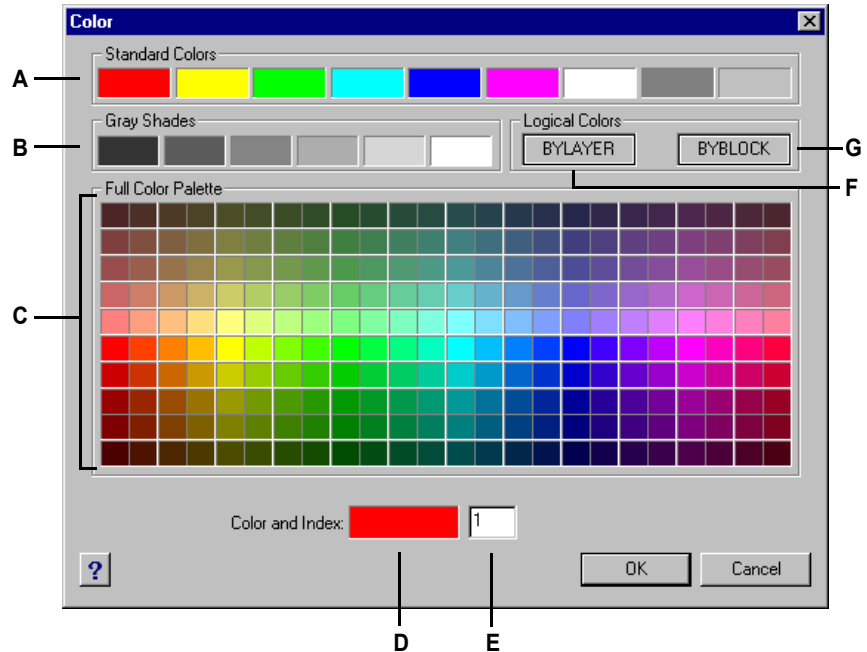 Color
Standard Colors
A
Gray Shades
Logical Colors
B
BYLAYER
BYBLOCK
G
F
Full Color Palette
C
Color and Index:
1
?
OK
Cancel
D
E